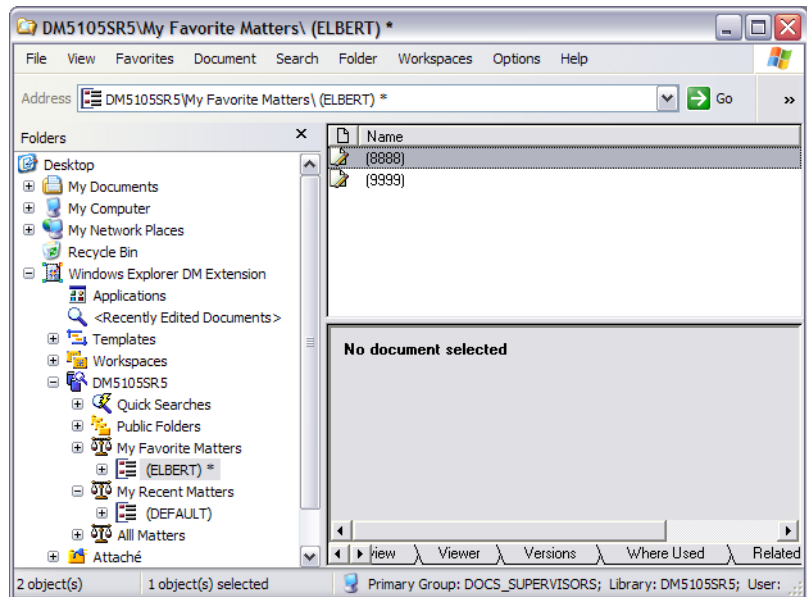 DM5105SR5\My Favorite Matters\ (ELBERT) *
File View Favorites Document Search Folder Workspaces Options Help
Address DM5105SR5\My Favorite Matters\ (ELBERT) * Go »
Folders
Desktop
My Documents
My Computer
My Network Places
Recycle Bin
Windows Explorer DM Extension
Applications
<Recently Edited Documents>
Templates
Workspaces
DM5105SR5
Quick Searches
Public Folders
My Favorite Matters
(ELBERT) *
My Recent Matters
(DEFAULT)
Alll Matters
Attaché
Name
(8888)
(9999)
No document selected
view Viewer Versions Where Used Related
2 object(s) 1 object(s) selected Primary Group: DOCS_SUPERVISORS; Library: DM5105SR5; User: